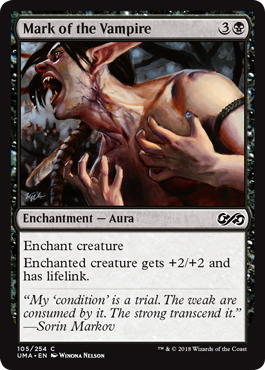 Mark of the Vampire 3
Enchantment — Aura
Enchant creature
Enchanted creature gets +2/+2 and
has lifelink.
“My ‘condition’ is a trial. The weak are
consumed by it. The strong transcend it.”
—Sorin Markov
105/254 C
UMA • EN Winona Nelson ™ & © 2018 Wizards of the Coast